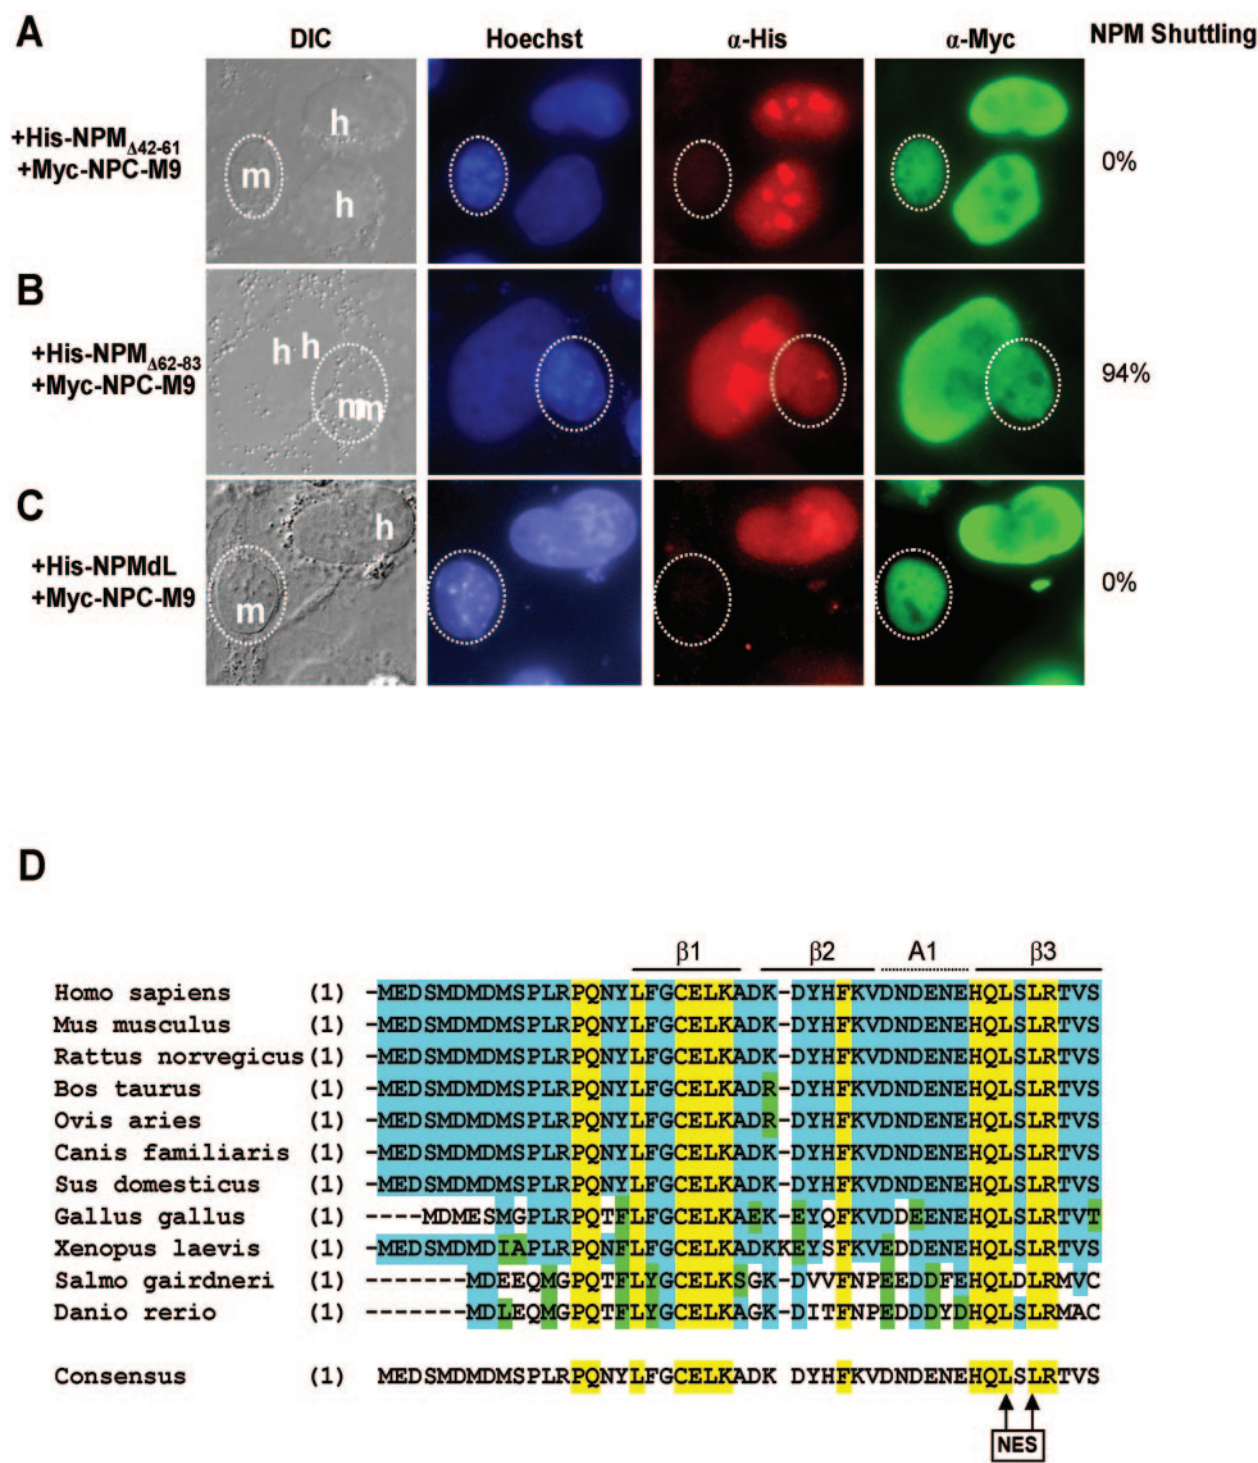 A
DIC Hoechst α-His α-Myc NPM Shuttling
+His-NPMΔ42-61
+Myc-NPC-M9
h
m
h
0%
B
+His-NPMΔ62-83
+Myc-NPC-M9
h h
mm
94%
C
+His-NPMdL
+Myc-NPC-M9
h
m
0%
D
β1 β2 A1 β3
Homo sapiens (1) -MEDSMDMDMSPLRPQNYLFGCELKADK-DYHFKVDNDENEHQLSLRTVS
Mus musculus (1) -MEDSMDMDMSPLRPQNYLFGCELKADK-DYHFKVDNDENEHQLSLRTVS
Rattus norvegicus(1) -MEDSMDMDMSPLRPQNYLFGCELKADK-DYHFKVDNDENEHQLSLRTVS
Bos taurus (1) -MEDSMDMDMSPLRPQNYLFGCELKADR-DYHFKVDNDENEHQLSLRTVS
Ovis aries (1) -MEDSMDMDMSPLRPQNYLFGCELKADR-DYHFKVDNDENEHQLSLRTVS
Canis familiaris (1) -MEDSMDMDMSPLRPQNYLFGCELKADK-DYHFKVDNDENEHQLSLRTVS
Sus domesticus (1) -MEDSMDMDMSPLRPQNYLFGCELKADK-DYHFKVDNDENEHQLSLRTVS
Gallus gallus (1) ----MDMESMGPLRPQTFLFGCELKAEK-EYQFKVDDEENEHQLSLRTVT
Xenopus laevis (1) -MEDSMDMDIAPLRPQNFLFGCELKADKKEYSFKVEDDENEHQLSLRTVS
Salmo gairdneri (1) -------MDEEQMGPQTFLYGCELKSGK-DVVFNPEEDDFEHQLDLRMVC
Danio rerio (1) -------MDLEQMGPQTFLYGCELKAGK-DITFNPEDDDYDHQLSLRMAC
Consensus (1) MEDSMDMDMSPLRPQNYLFGCELKADK DYHFKVDNDENEHQLSLRTVS
NES